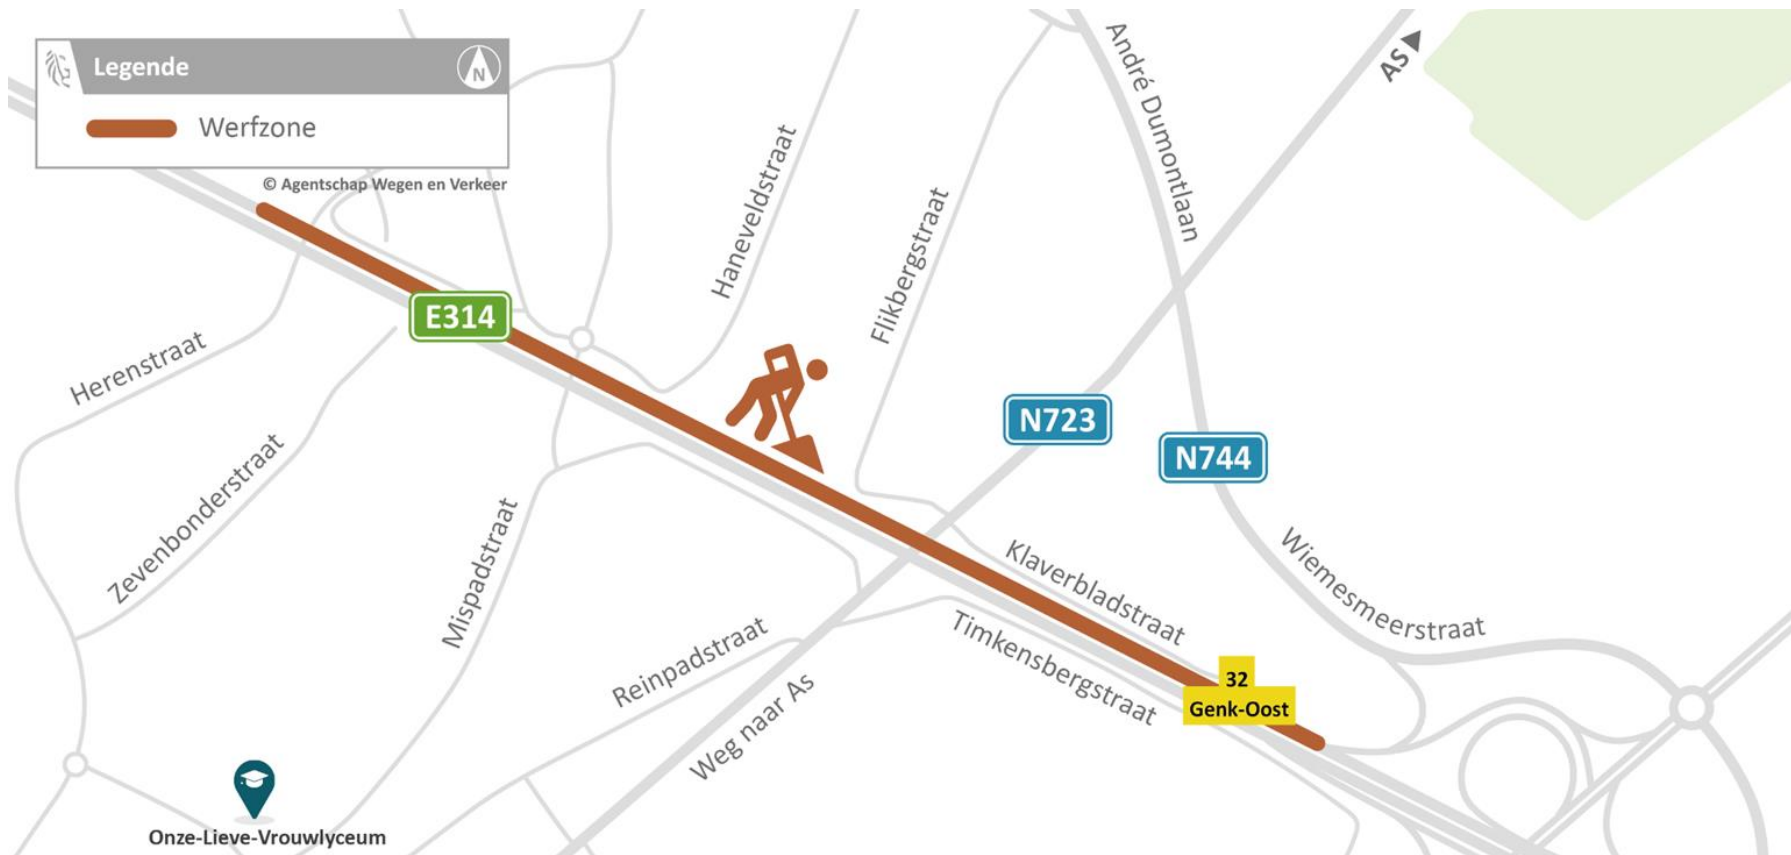 Legende
N
Werfzone
© Agentschap Wegen en Verkeer
André Dumontlaan
AS
Haneveldstraat
Flikbergstraat
E314
Herenstraat
N723
N744
Zevenbonderstraat
Mispadstraat
Klaverbladstraat
Wiemesmeerstraat
Reinpadstraat
Timkensbergstraat
Weg naar As
32
Genk-Oost
Onze-Lieve-Vrouwlyceum